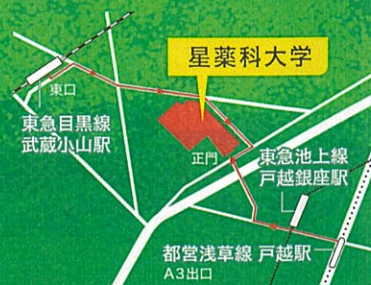 星薬科大学
東口
東急目黒線
武蔵小山駅
正門
東急池上線
戸越銀座駅
都営浅草線 戸越駅
A3出口